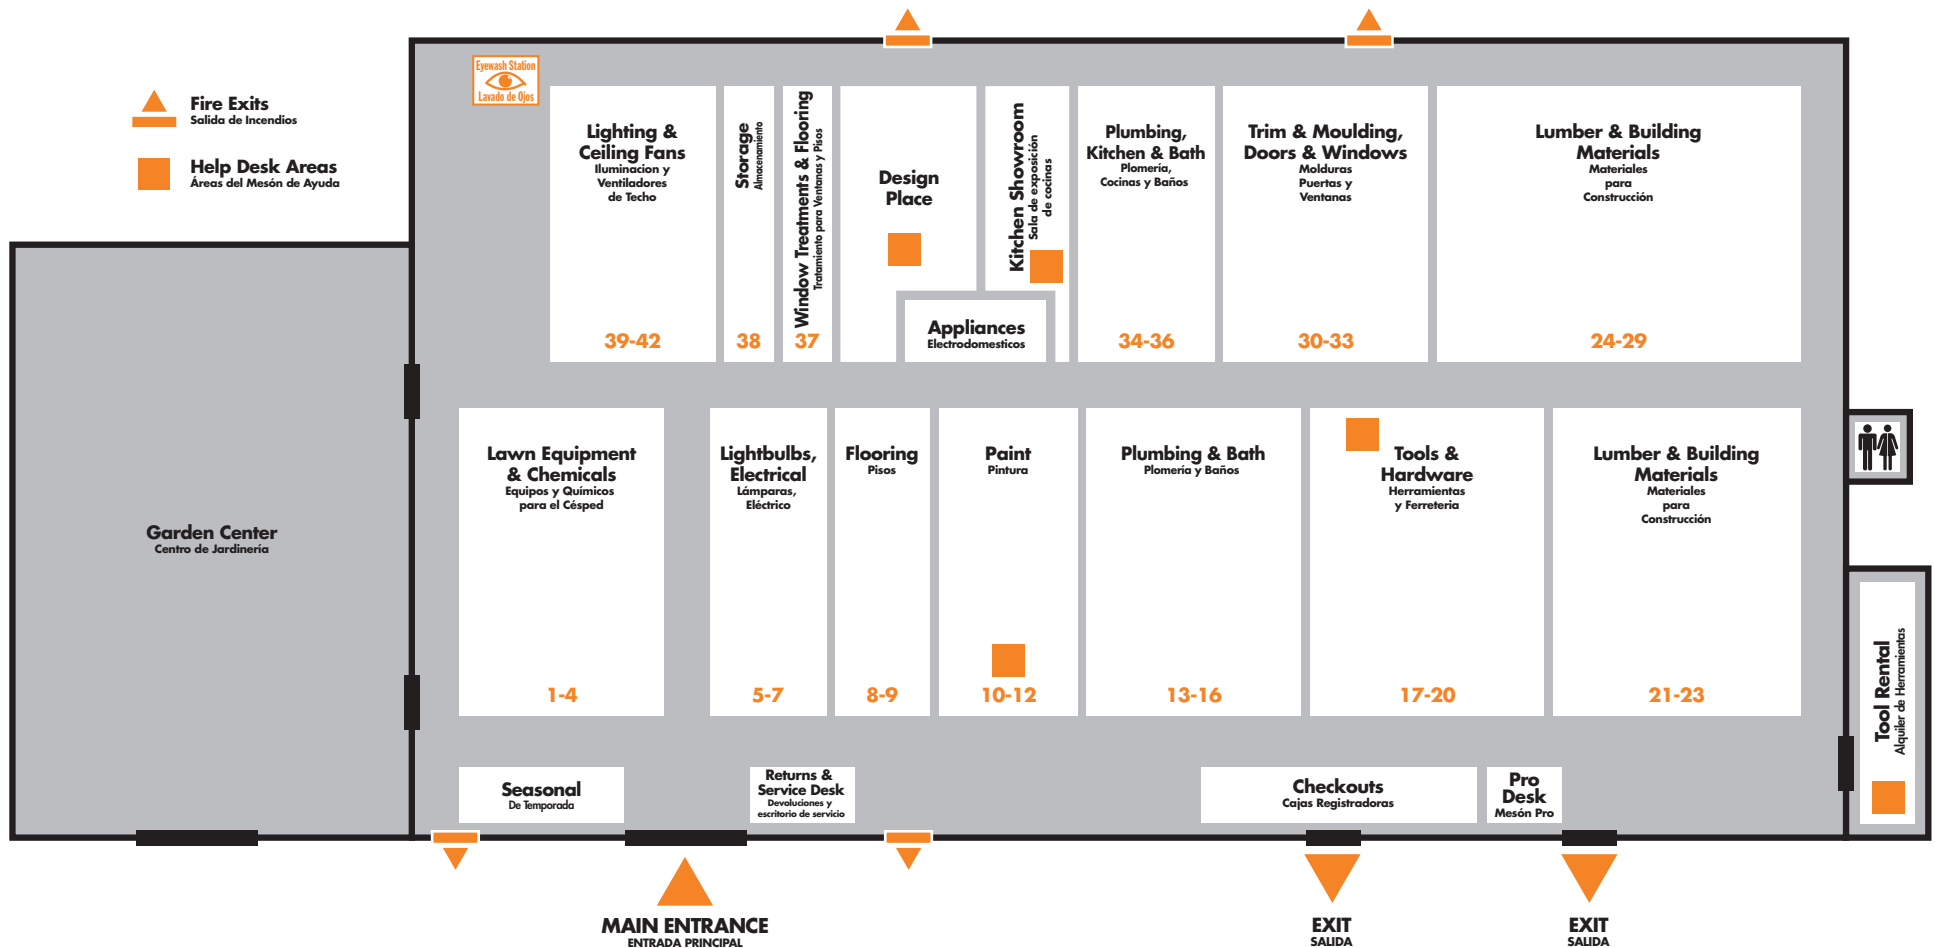 Eyewash Station
Lavado de Ojos
Fire Exits
Salida de Incendios
Help Desk Areas
Áreas del Mesón de Ayuda
Lighting &
Ceiling Fans
Iluminacion y
Ventiladores
de Techo
39-42
Storage
Almacenamiento
38
Window Treatments & Flooring
Tratamiento para Ventanas y Pisos
37
Design
Place
Kitchen Showroom
Sala de exposición
de cocinas
Appliances
Electrodomesticos
Plumbing,
Kitchen & Bath
Plomería,
Cocinas y Baños
34-36
Trim & Moulding,
Doors & Windows
Molduras
Puertas y
Ventanas
30-33
Lumber & Building
Materials
Materiales
para
Construcción
24-29
Garden Center
Centro de Jardinería
Lawn Equipment
& Chemicals
Equipos y Químicos
para el Césped
1-4
Lightbulbs,
Electrical
Lámparas,
Eléctrico
5-7
Flooring
Pisos
8-9
Paint
Pintura
10-12
Plumbing & Bath
Plomería y Baños
13-16
Tools &
Hardware
Herramientas
y Ferreteria
17-20
Lumber & Building
Materials
Materiales
para
Construcción
21-23
Tool Rental
Alquiler de Herramientas
Seasonal
De Temporada
Returns &
Service Desk
Devoluciones y
escritorio de servicio
Checkouts
Cajas Registradoras
Pro
Desk
Mesón Pro
MAIN ENTRANCE
ENTRADA PRINCIPAL
EXIT
SALIDA
EXIT
SALIDA